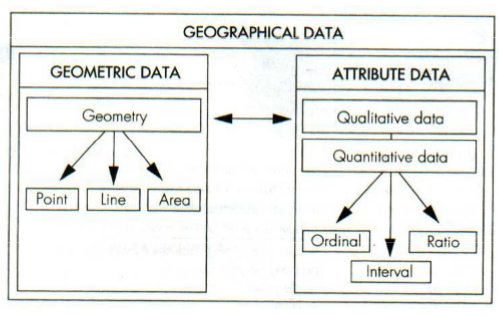 GEOGRAPHICAL DATA
GEOMETRIC DATA
Geometry
Point
Line
Area
ATTRIBUTE DATA
Qualitative data
Quantitative data
Ordinal
Interval
Ratio